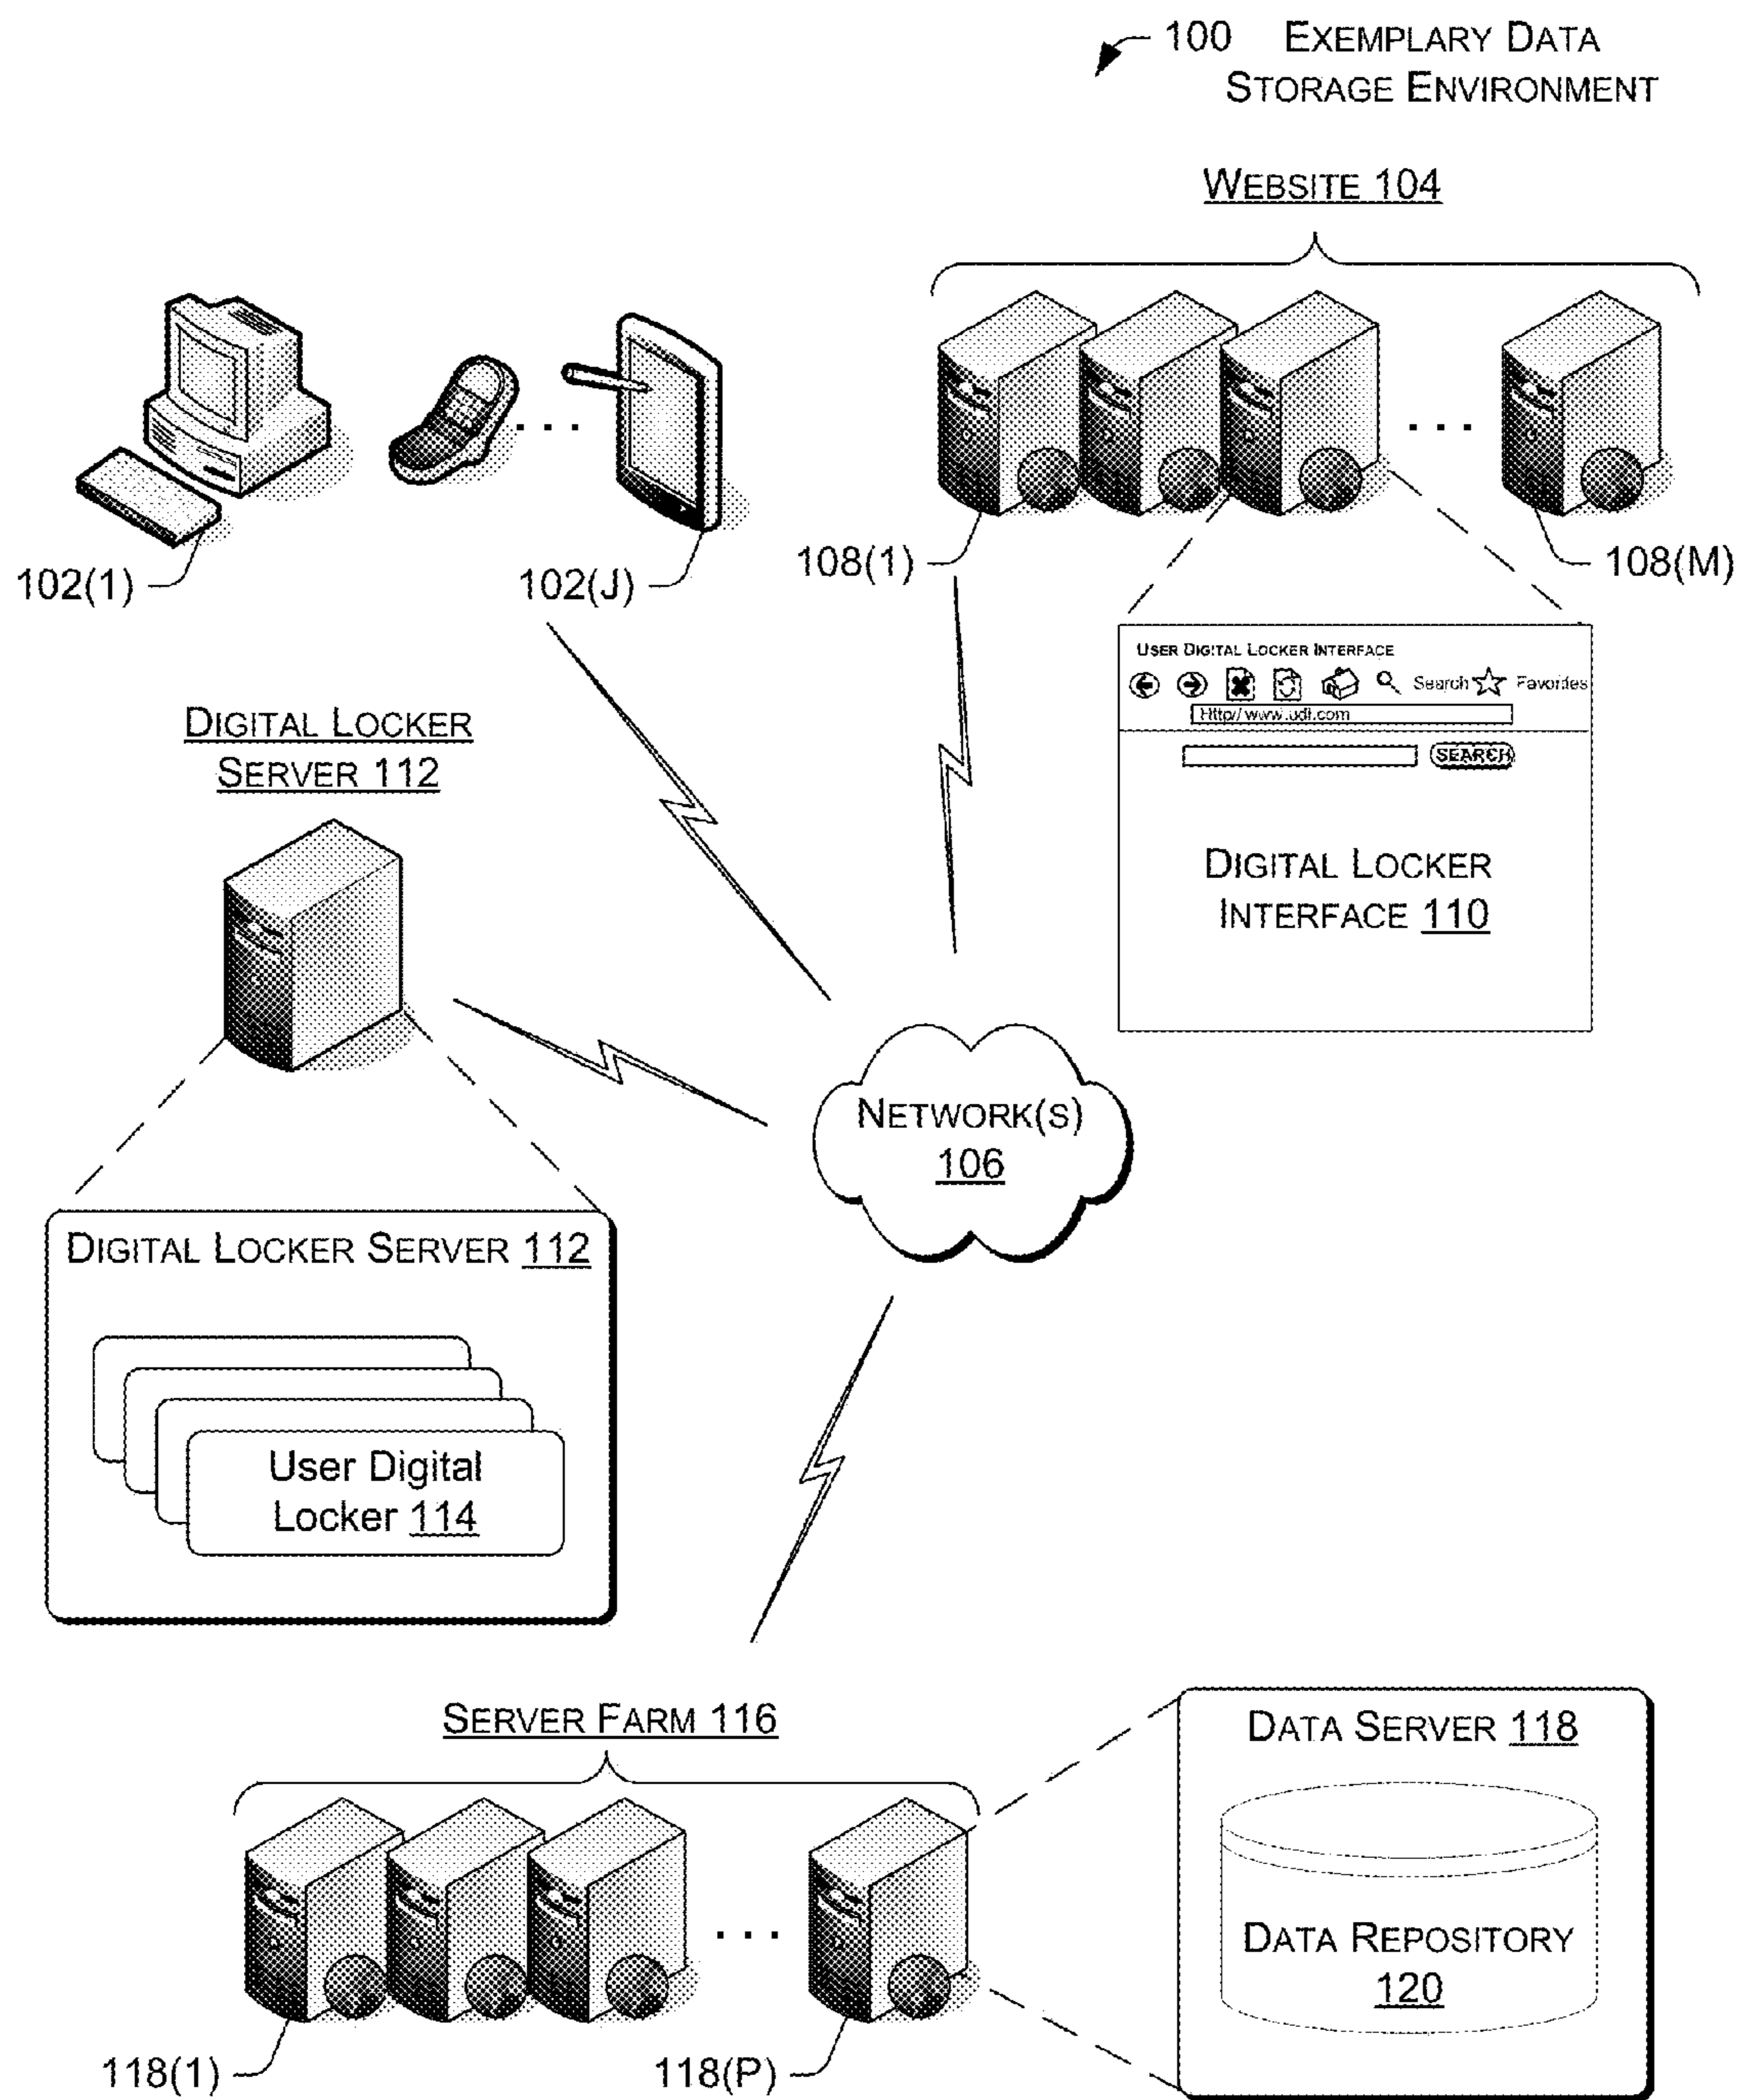 100 EXEMPLARY DATA
STORAGE ENVIRONMENT
WEBSITE 104
102(1)
102(J)
108(1)
108(M)
USER DIGITAL LOCKER INTERFACE
Search Favorites
Http// www.udl.com
SEARCH
DIGITAL LOCKER
INTERFACE 110
DIGITAL LOCKER
SERVER 112
NETWORK(S)
106
DIGITAL LOCKER SERVER 112
User Digital
Locker 114
SERVER FARM 116
118(1)
118(P)
DATA SERVER 118
DATA REPOSITORY
120